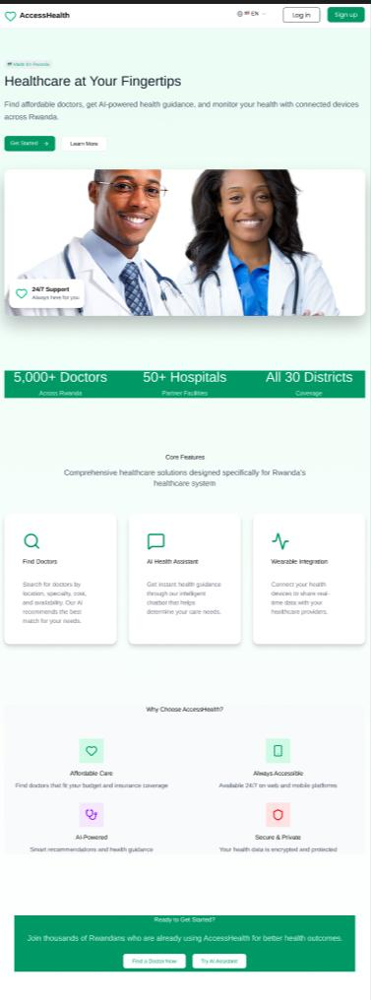 AccessHealth
EN
Log in
Sign up
Made for Rwanda
Healthcare at Your Fingertips
Find affordable doctors, get AI-powered health guidance, and monitor your health with connected devices
across Rwanda.
Get Started →
Learn More
24/7 Support
Always here for you
5,000+ Doctors
Across Rwanda
50+ Hospitals
Partner Facilities
All 30 Districts
Coverage
Core Features
Comprehensive healthcare solutions designed specifically for Rwanda's
healthcare system
Find Doctors
Search for doctors by
location, specialty, cost,
and availability. Our AI
recommends the best
match for your needs.
AI Health Assistant
Get instant health guidance
through our intelligent
chatbot that helps
determine your care needs.
Wearable Integration
Connect your health
devices to share real-
time data with your
healthcare providers.
Why Choose AccessHealth?
Affordable Care
Find doctors that fit your budget and insurance coverage
Always Accessible
Available 24/7 on web and mobile platforms
AI-Powered
Smart recommendations and health guidance
Secure & Private
Your health data is encrypted and protected
Ready to Get Started?
Join thousands of Rwandans who are already using AccessHealth for better health outcomes.
Find a Doctor Now
Try AI Assistant